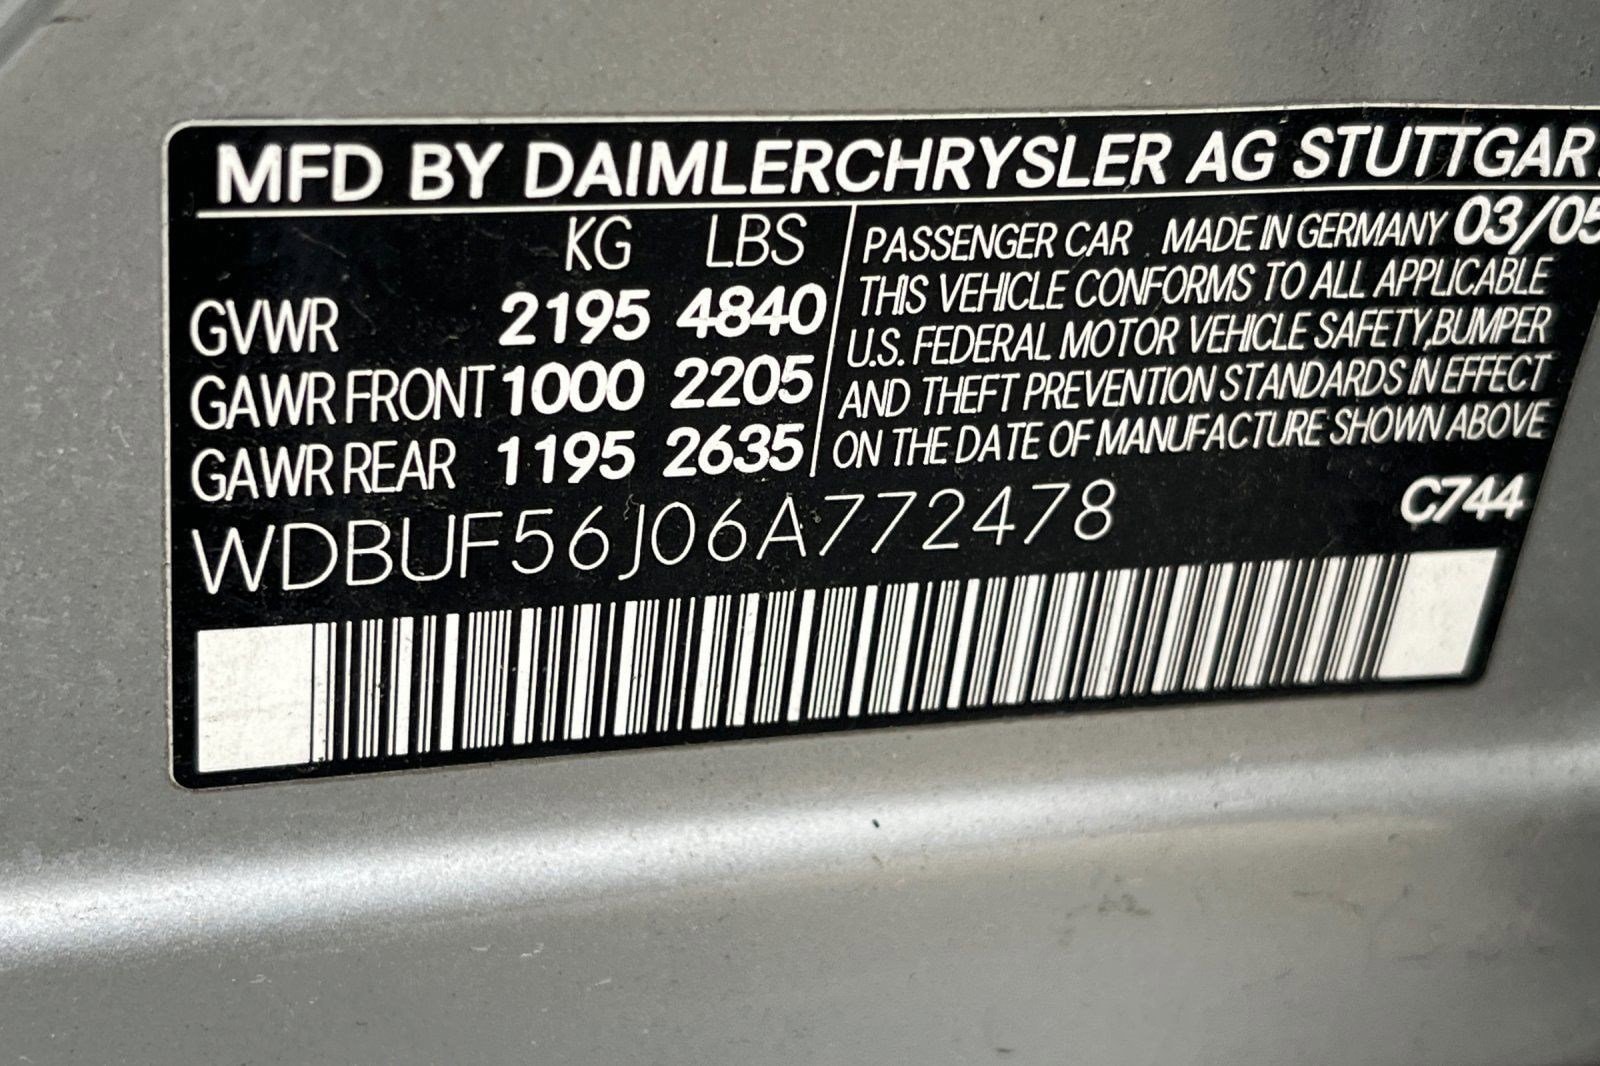 MFD BY DAIMLERCHRYSLER AG STUTTGART
KG LBS
GVWR 2195 4840
GAWR FRONT 1000 2205
GAWR REAR 1195 2635
PASSENGER CAR MADE IN GERMANY 03/05
THIS VEHICLE CONFORMS TO ALL APPLICABLE
U.S. FEDERAL MOTOR VEHICLE SAFETY,BUMPER
AND THEFT PREVENTION STANDARDS IN EFFECT
ON THE DATE OF MANUFACTURE SHOWN ABOVE
WDBUF56J06A772478
C744